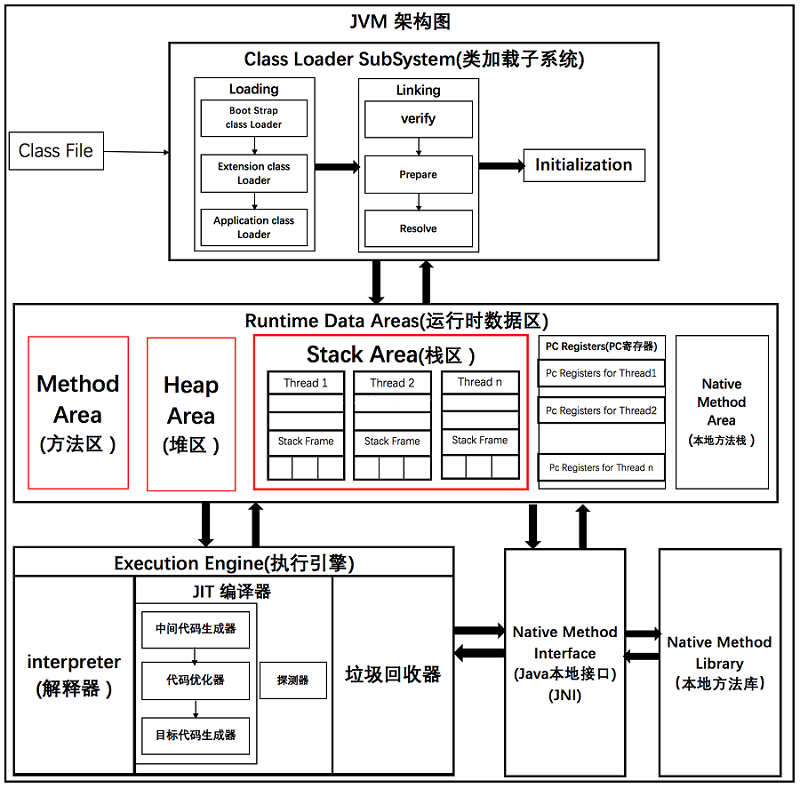 JVM 架构图
Class Loader SubSystem(类加载子系统)
Class File
Loading
Boot Strap
class Loader
Extension class
Loader
Application class
Loader
Linking
verify
Prepare
Resolve
Initialization
Runtime Data Areas(运行时数据区)
Method
Area
(方法区)
Heap
Area
(堆区)
Stack Area(栈区)
Thread 1
Stack Frame
Thread 2
Stack Frame
Thread n
Stack Frame
PC Registers(PC寄存器)
Pc Registers for Thread1
Pc Registers for Thread2
Pc Registers for Thread n
Native
Method
Area
(本地方法栈)
Execution Engine(执行引擎)
interpreter
(解释器)
JIT 编译器
中间代码生成器
代码优化器
目标代码生成器
探测器
垃圾回收器
Native Method
Interface
(Java本地接口)
(JNI)
Native Method
Library
(本地方法库)